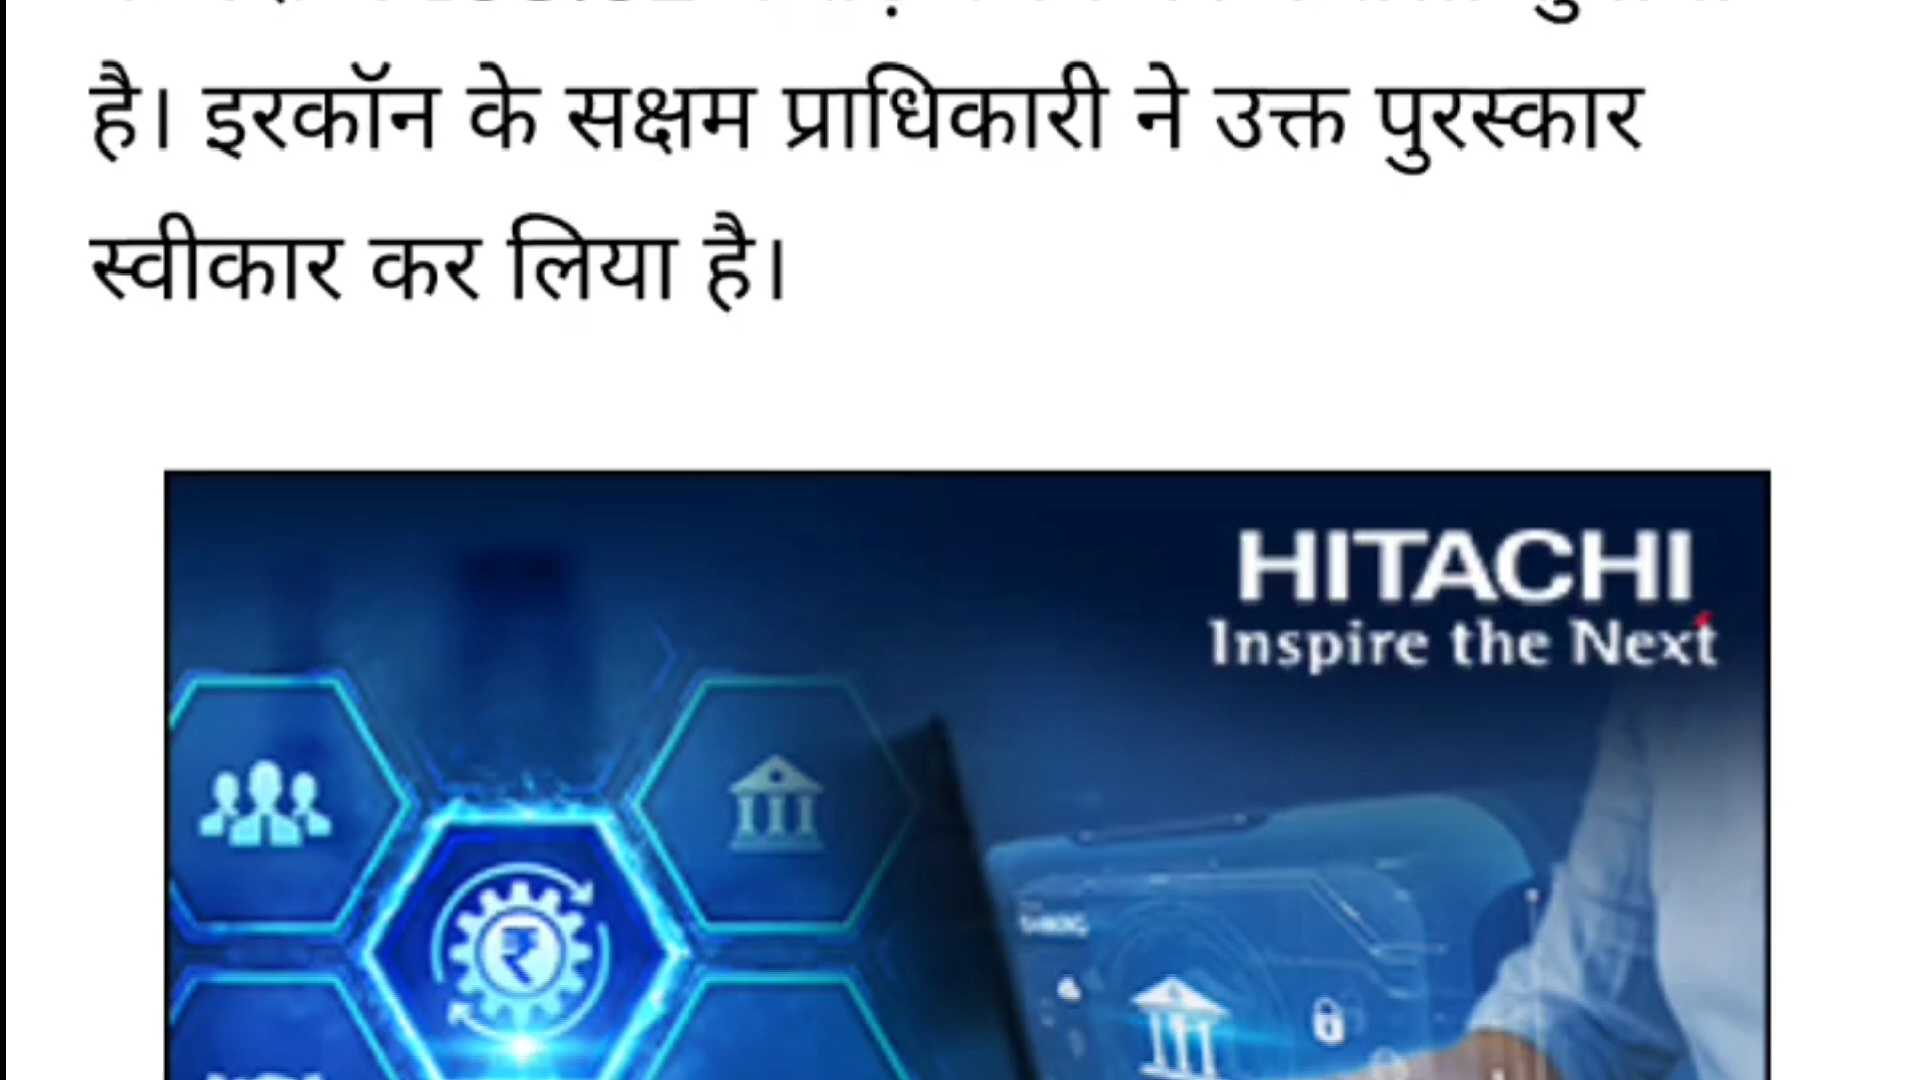 है। इरकॉन के सक्षम प्राधिकारी ने उक्त पुरस्कार
स्वीकार कर लिया है।
HITACHI
Inspire the Next
₹